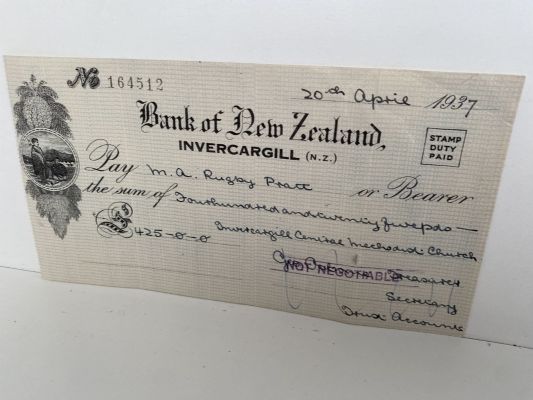 No 164512
20th April 1937
Bank of New Zealand,
INVERCARGILL (N.Z.)
STAMP
DUTY
PAID
Pay M. A. Rugby Pratt or Bearer
the sum of Four hundred and twenty five pds —
£ 425-0-0
Invercargill Central Methodist Church
NOT NEGOTIABLE
Treasurer
Secretary
Trust Accounts